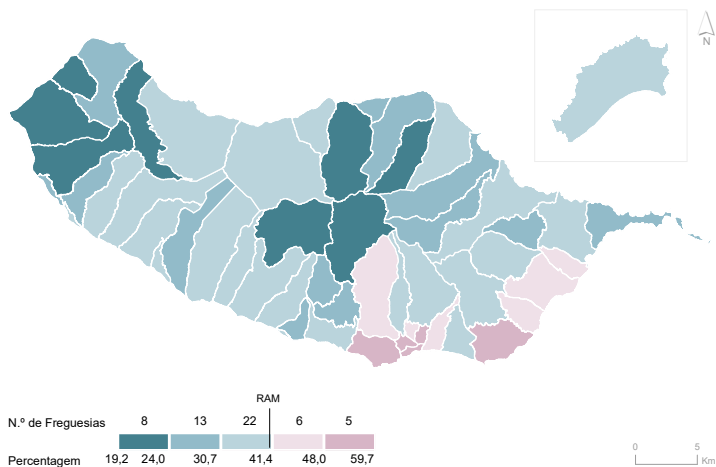 N
RAM
N.º de Freguesias 8 13 22 6 5
Percentagem 19,2 24,0 30,7 41,4 48,0 59,7
0 5
Km